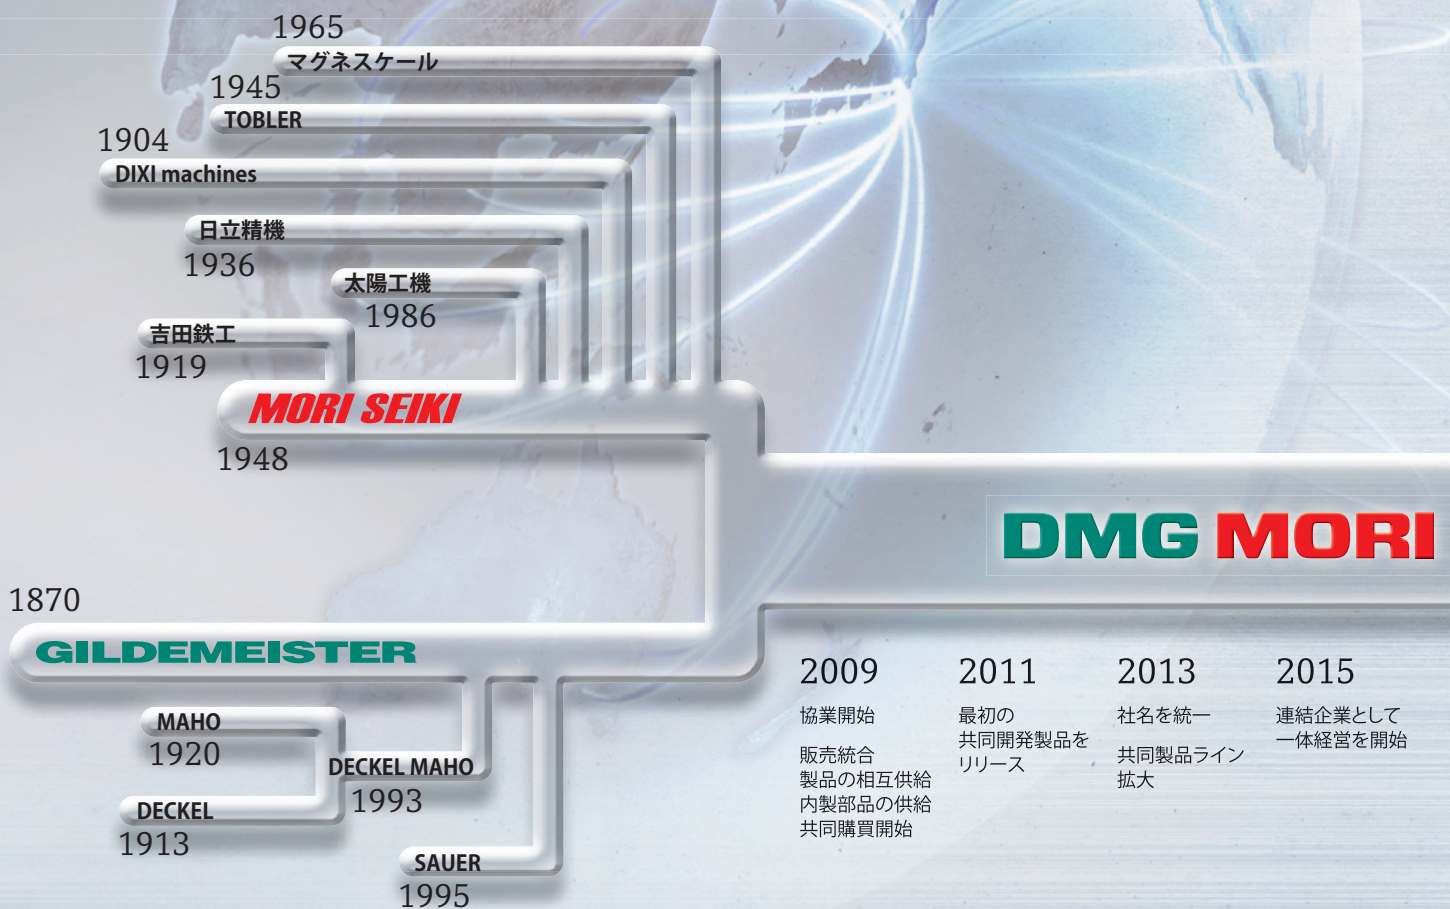 1965
マグネスケール
1945
TOBLER
1904
DIXI machines
日立精機
1936
太陽工機
1986
吉田鉄工
1919
MORI SEIKI
1948
DMG MORI
1870
GILDEMEISTER
MAHO
1920
DECKEL MAHO
1993
DECKEL
1913
SAUER
1995
2009
協業開始
販売統合
製品の相互供給
内製部品の供給
共同購買開始
2011
最初の
共同開発製品を
リリース
2013
社名を統一
共同製品ライン
拡大
2015
連結企業として
一体経営を開始